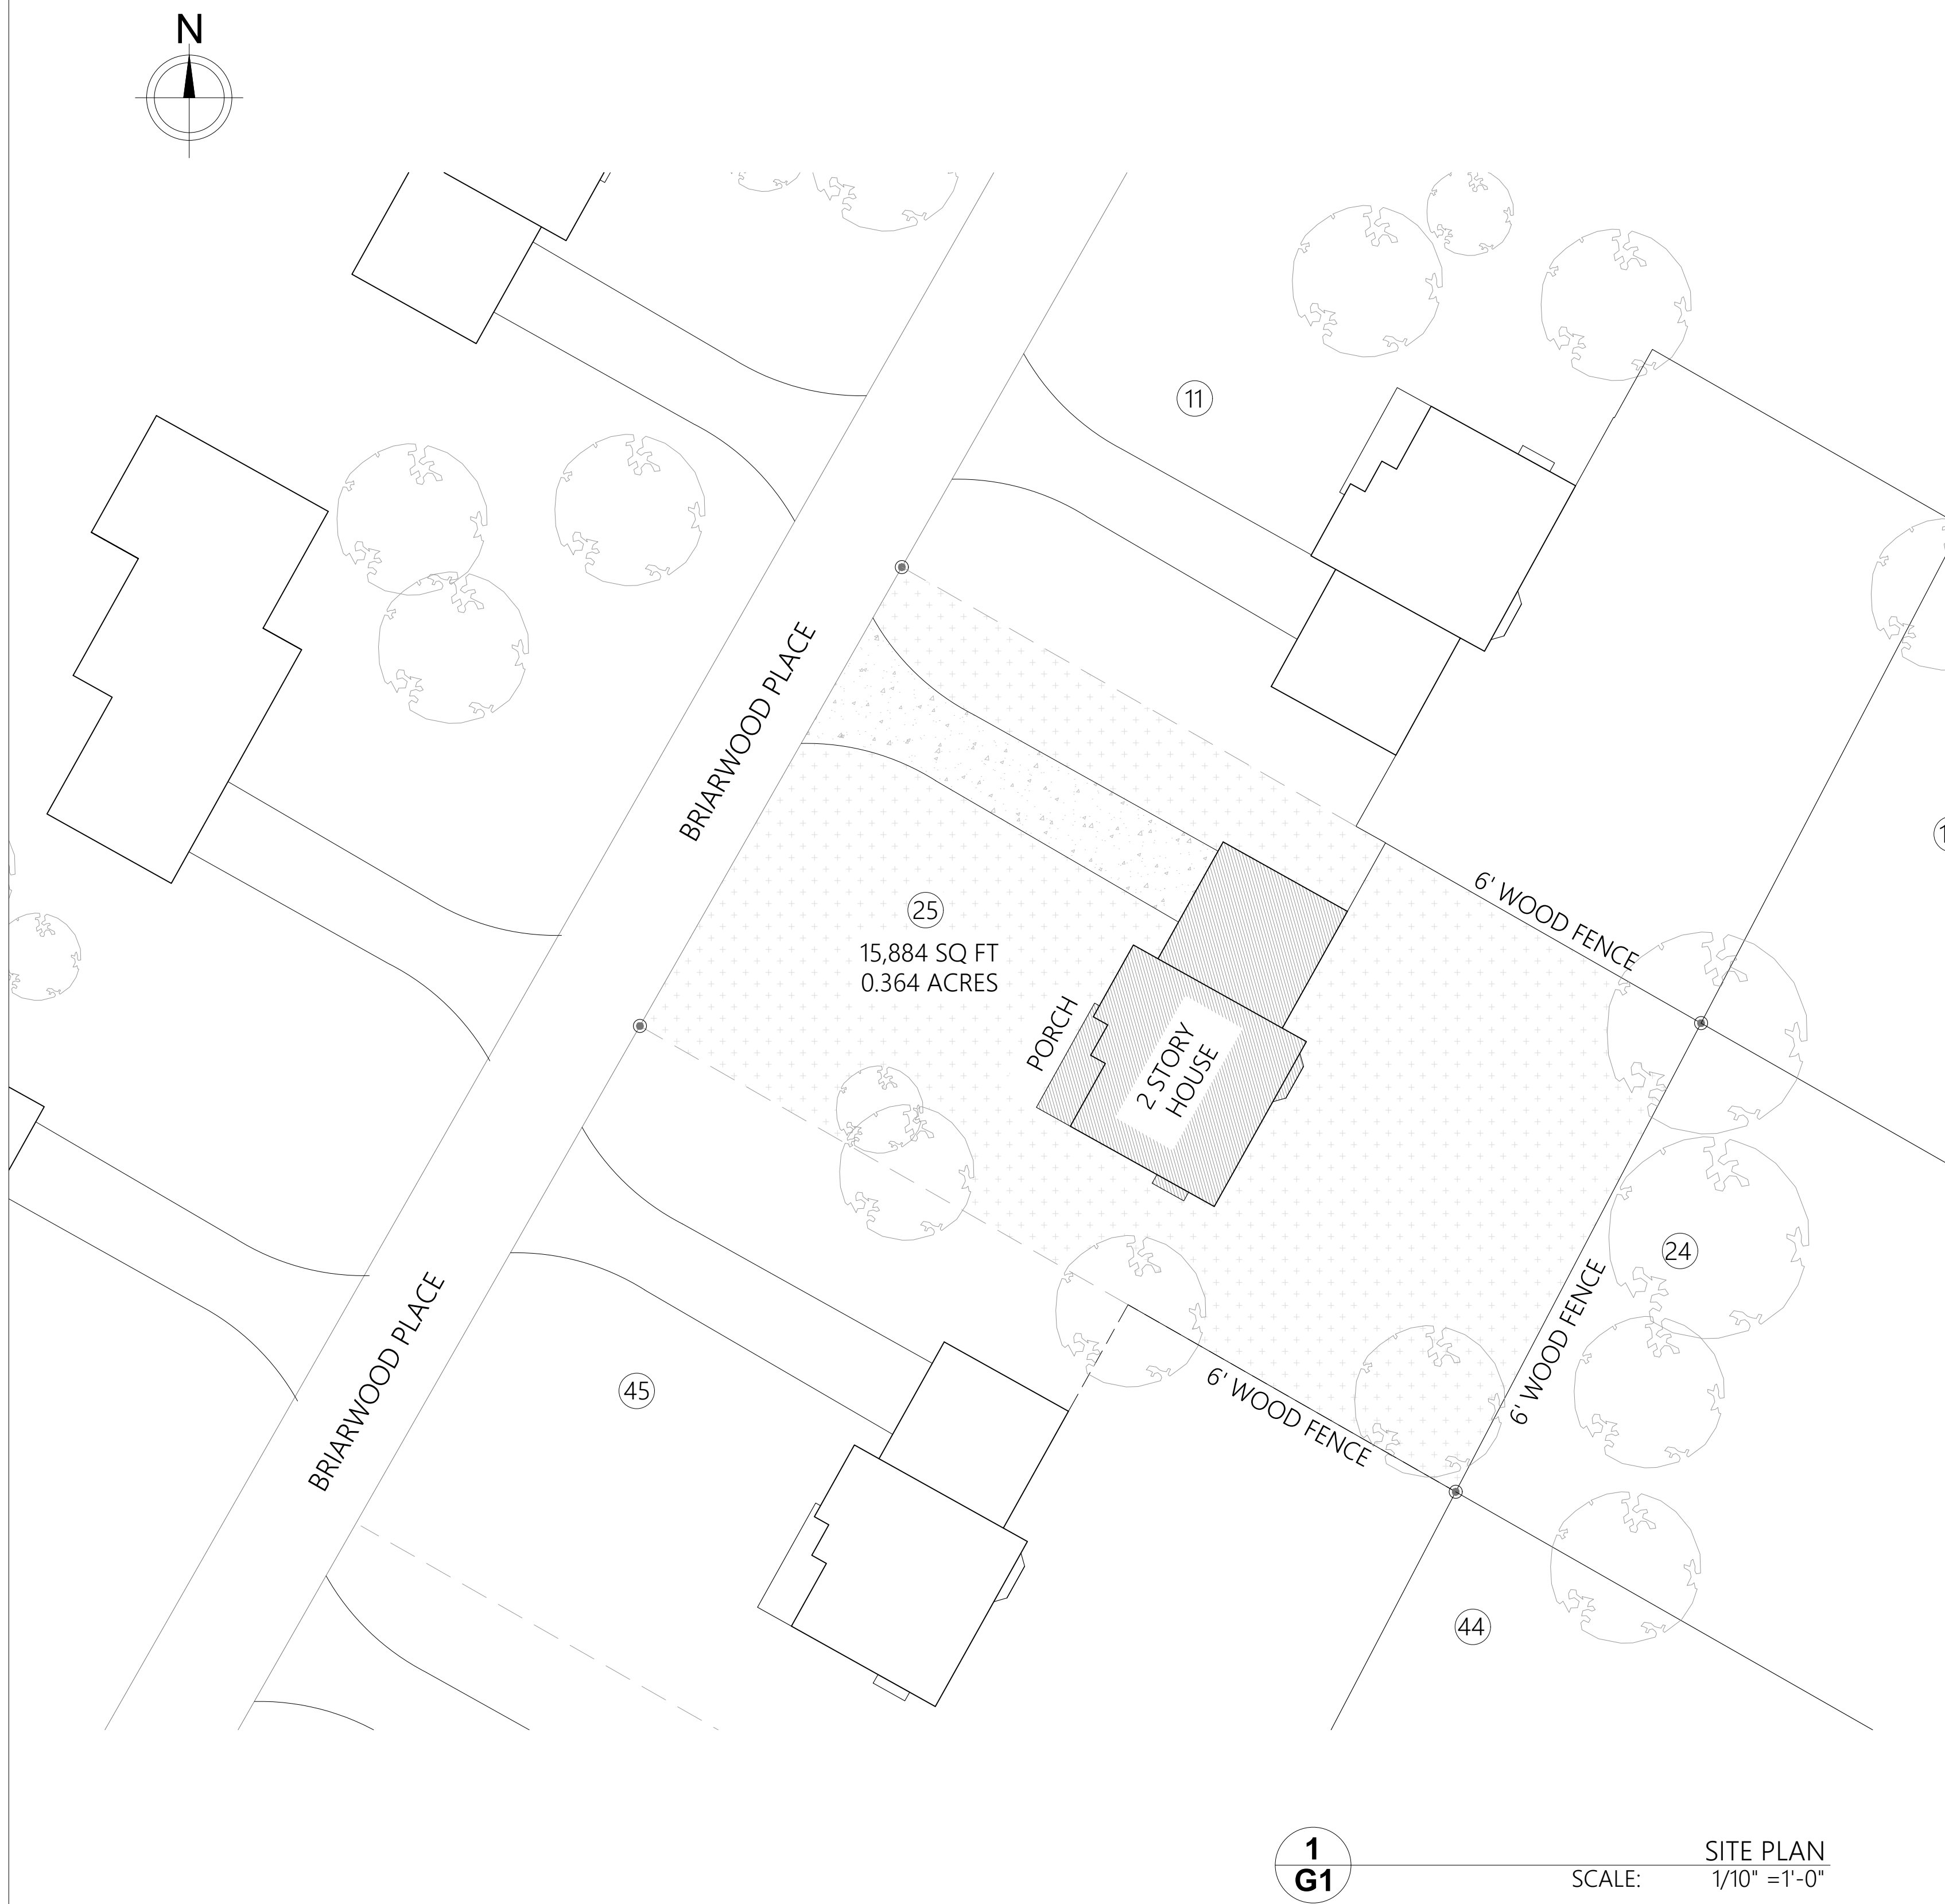 N
11
BRIARWOOD PLACE
6' WOOD FENCE
25
15,884 SQ FT
0.364 ACRES
PORCH
2 STORY
HOUSE
24
6' WOOD FENCE
6' WOOD FENCE
BRIARWOOD PLACE
45
44
1
G1
SITE PLAN
SCALE: 1/10" =1'-0"